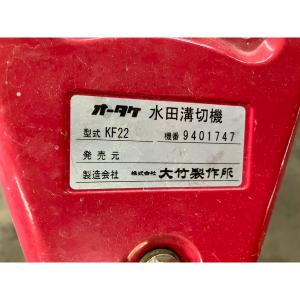 オータケ 水田溝切機
型式 KF22 機番 9401747
発売元
製造会社 株式会社 大竹製作所